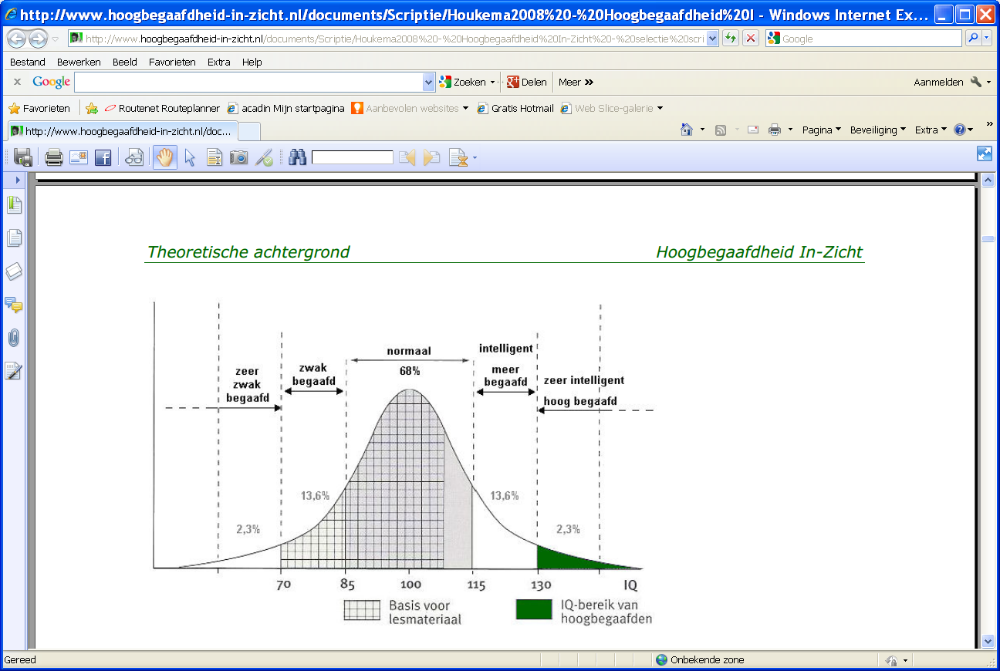 http://www.hoogbegaafdheid-in-zicht.nl/documents/Scriptie/Houkema2008%20-%20Hoogbegaafdheid%20I - Windows Internet Ex...
http://www.hoogbegaafdheid-in-zicht.nl/documents/Scriptie/Houkema2008%20-%20Hoogbegaafdheid%20In-Zicht%20-%20selectie%20scri
Google
Bestand Bewerken Beeld Favorieten Extra Help
x Google Zoeken Delen Meer »
Aanmelden
Favorieten Routenet Routeplanner acadin Mijn startpagina Aanbevolen websites Gratis Hotmail Web Slice-galerie
http://www.hoogbegaafdheid-in-zicht.nl/doc...
Pagina Beveiliging Extra »
Theoretische achtergrond Hoogbegaafdheid In-Zicht
zeer
zwak
begaafd
zwak
begaafd
normaal
68%
intelligent
meer
begaafd
zeer intelligent
hoog begaafd
2,3%
13,6%
13,6%
2,3%
70 85 100 115 130 IQ
Basis voor
lesmateriaal
IQ-bereik van
hoogbegaafden
Gereed
Onbekende zone